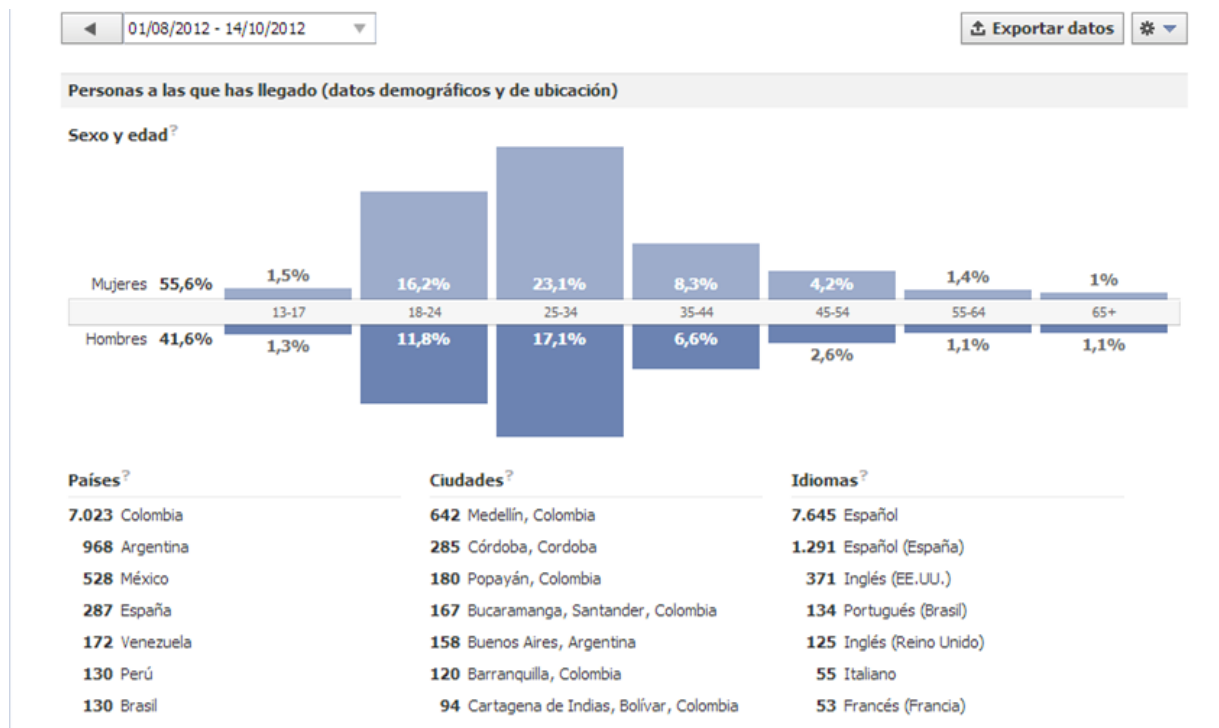 01/08/2012 - 14/10/2012
Exportar datos
Personas a las que has llegado (datos demográficos y de ubicación)
Sexo y edad?
Mujeres 55,6% 1,5% 16,2% 23,1% 8,3% 4,2% 1,4% 1%
13-17 18-24 25-34 35-44 45-54 55-64 65+
Hombres 41,6% 1,3% 11,8% 17,1% 6,6% 2,6% 1,1% 1,1%
Países? Ciudades? Idiomas?
7.023 Colombia 642 Medellín, Colombia 7.645 Español
968 Argentina 285 Córdoba, Cordoba 1.291 Español (España)
528 México 180 Popayán, Colombia 371 Inglés (EE.UU.)
287 España 167 Bucaramanga, Santander, Colombia 134 Portugués (Brasil)
172 Venezuela 158 Buenos Aires, Argentina 125 Inglés (Reino Unido)
130 Perú 120 Barranquilla, Colombia 55 Italiano
130 Brasil 94 Cartagena de Indias, Bolívar, Colombia 53 Francés (Francia)